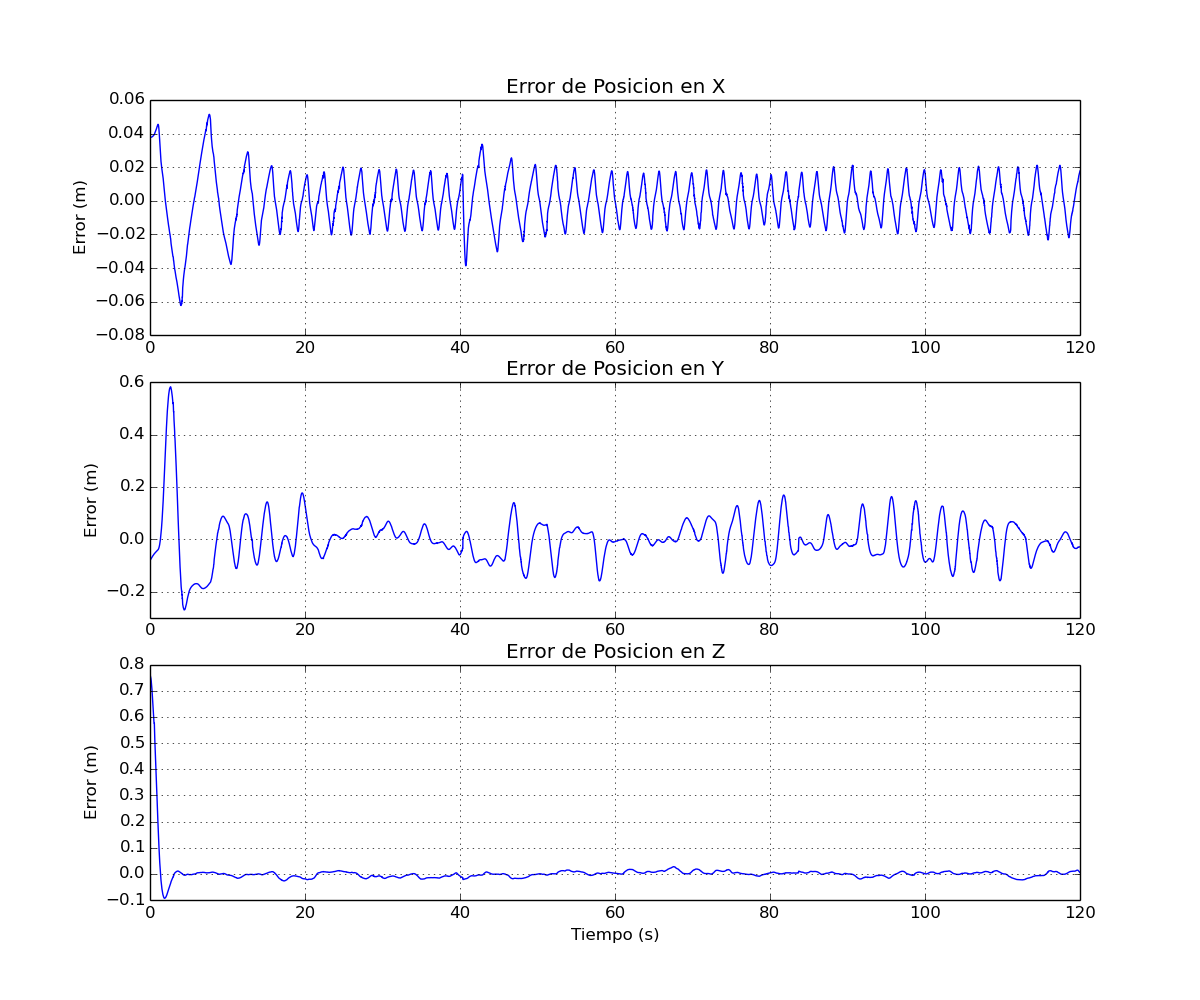 Error de Posicion en X
Error (m)
0.06
0.04
0.02
0.00
−0.02
−0.04
−0.06
−0.08
0 20 40 60 80 100 120
Error de Posicion en Y
Error (m)
0.6
0.4
0.2
0.0
−0.2
0 20 40 60 80 100 120
Error de Posicion en Z
Error (m)
0.8
0.7
0.6
0.5
0.4
0.3
0.2
0.1
0.0
−0.1
0 20 40 60 80 100 120
Tiempo (s)